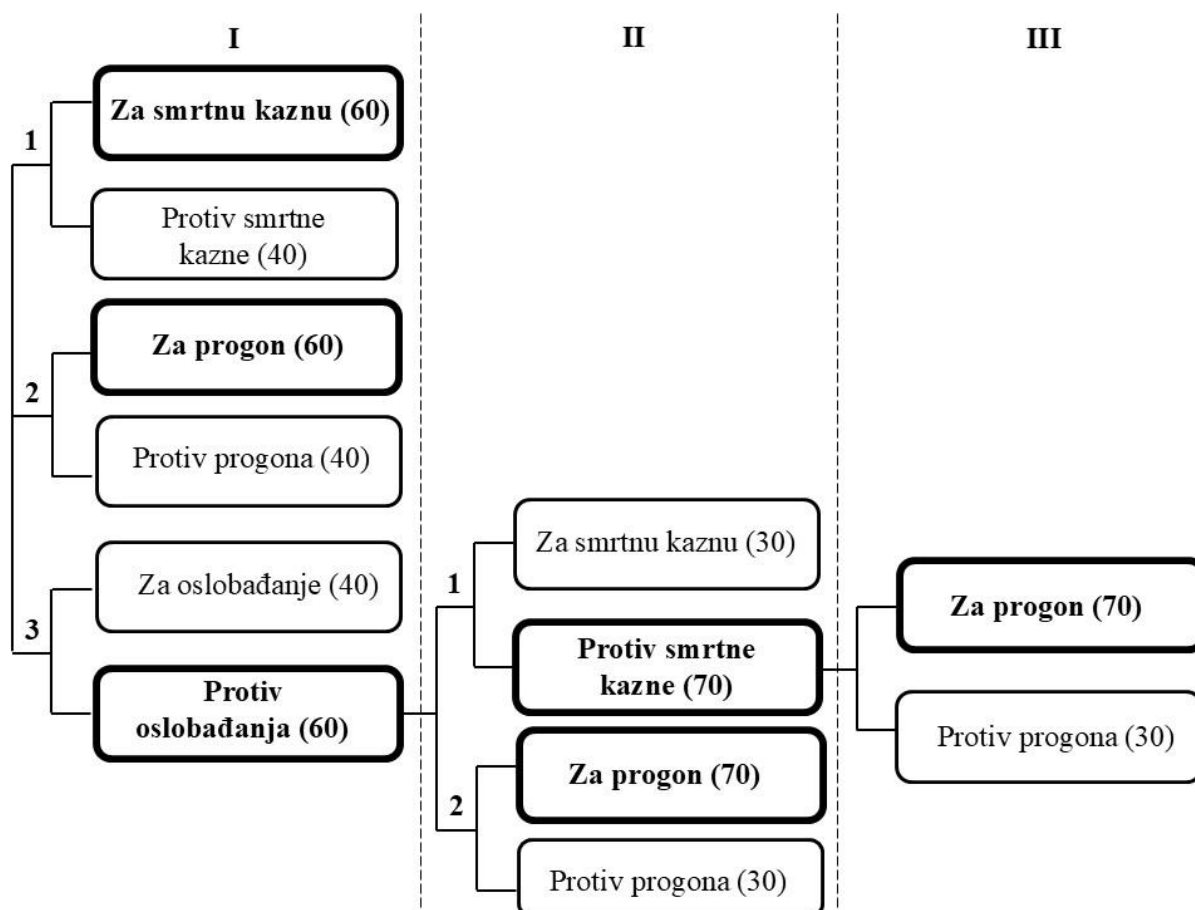 I
II
III
1
Za smrtnu kaznu (60)
Protiv smrtne
kazne (40)
2
Za progon (60)
Protiv progona (40)
3
Za oslobađanje (40)
Protiv
oslobađanja (60)
1
Za smrtnu kaznu (30)
Protiv smrtne
kazne (70)
2
Za progon (70)
Protiv progona (30)
Za progon (70)
Protiv progona (30)